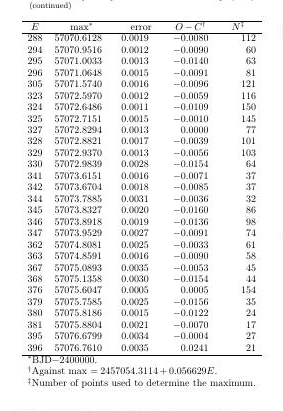 (continued)
E max* error O − C† N‡
288 57070.6128 0.0019 −0.0080 112
294 57070.9516 0.0012 −0.0090 60
295 57071.0033 0.0013 −0.0140 63
296 57071.0648 0.0015 −0.0091 81
305 57071.5740 0.0016 −0.0096 121
323 57072.5970 0.0012 −0.0059 116
324 57072.6486 0.0011 −0.0109 150
325 57072.7151 0.0015 −0.0010 145
327 57072.8294 0.0013 0.0000 77
328 57072.8821 0.0017 −0.0039 101
329 57072.9370 0.0013 −0.0056 103
330 57072.9839 0.0028 −0.0154 64
341 57073.6151 0.0016 −0.0071 37
342 57073.6704 0.0018 −0.0085 37
344 57073.7885 0.0031 −0.0036 32
345 57073.8327 0.0020 −0.0160 86
346 57073.8918 0.0019 −0.0136 98
347 57073.9529 0.0027 −0.0091 74
362 57074.8081 0.0025 −0.0033 61
363 57074.8591 0.0016 −0.0090 58
367 57075.0893 0.0035 −0.0053 45
368 57075.1358 0.0030 −0.0154 44
376 57075.6047 0.0005 0.0005 154
379 57075.7585 0.0025 −0.0156 35
380 57075.8186 0.0015 −0.0122 24
381 57075.8804 0.0021 −0.0070 17
395 57076.6799 0.0034 −0.0004 27
396 57076.7610 0.0035 0.0241 21
*BJD−2400000.
†Against max = 2457054.3114 + 0.056629E.
‡Number of points used to determine the maximum.